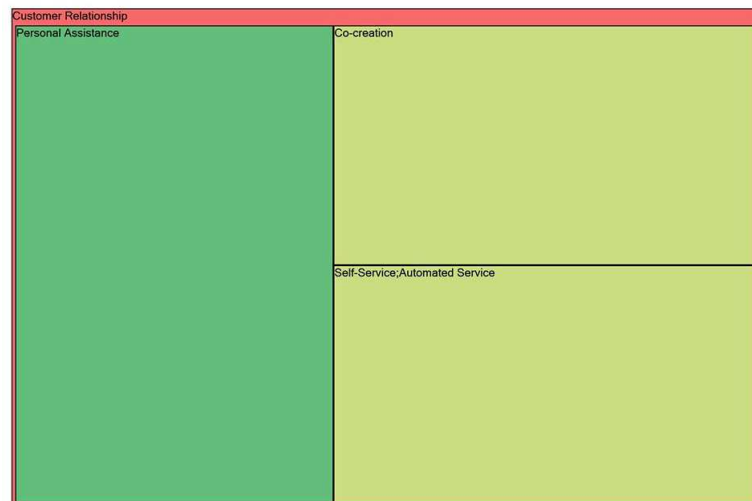 Customer Relationship
Personal Assistance
Co-creation
Self-Service;Automated Service